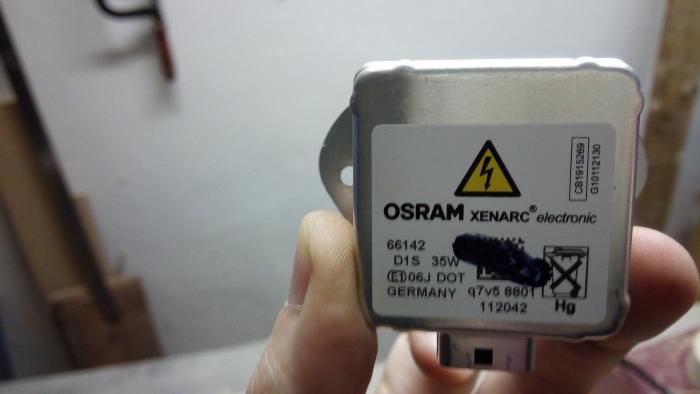 CB1915269
G10112130
OSRAM XENARC® electronic
66142
D1S 35W
E1 06J DOT
GERMANY q7v5 8801
112042
Hg